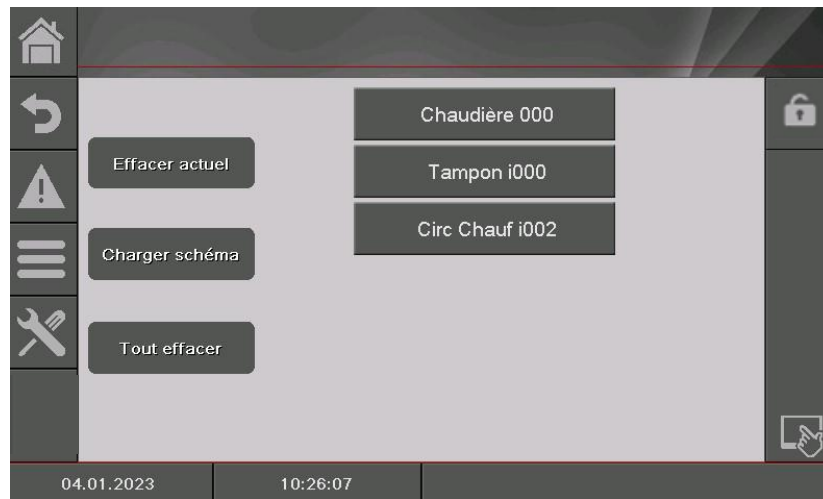 Chaudière 000
Effacer actuel
Tampon i000
Circ Chauf i002
Charger schéma
Tout effacer
04.01.2023
10:26:07